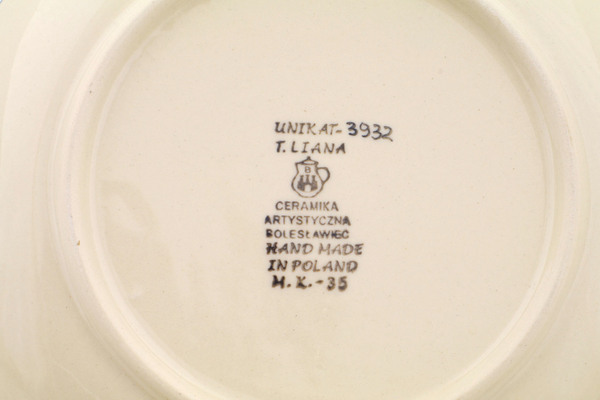 UNIKAT-3932
T. LIANA
B
CERAMIKA
ARTYSTYCZNA
BOLESŁAWIEC
HAND MADE
IN POLAND
M.K.-35